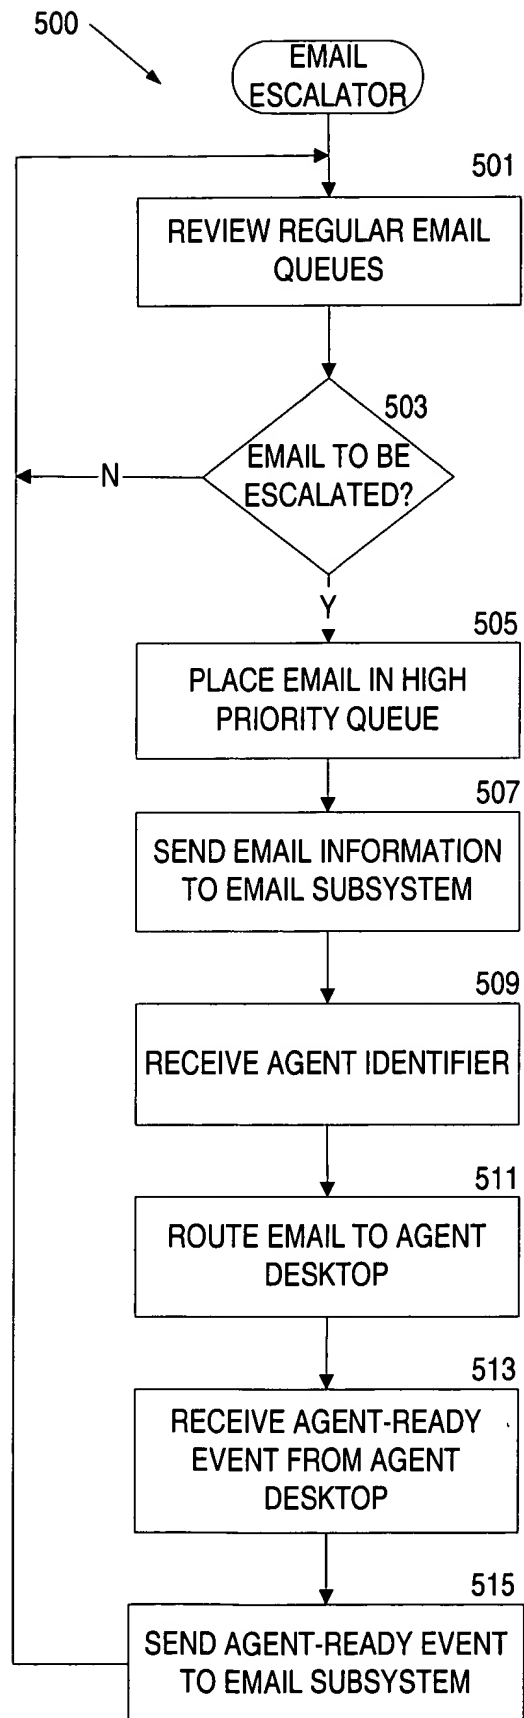 500
EMAIL
ESCALATOR
501
REVIEW REGULAR EMAIL
QUEUES
503
EMAIL TO BE
ESCALATED?
N
Y
505
PLACE EMAIL IN HIGH
PRIORITY QUEUE
507
SEND EMAIL INFORMATION
TO EMAIL SUBSYSTEM
509
RECEIVE AGENT IDENTIFIER
511
ROUTE EMAIL TO AGENT
DESKTOP
513
RECEIVE AGENT-READY
EVENT FROM AGENT
DESKTOP
515
SEND AGENT-READY EVENT
TO EMAIL SUBSYSTEM